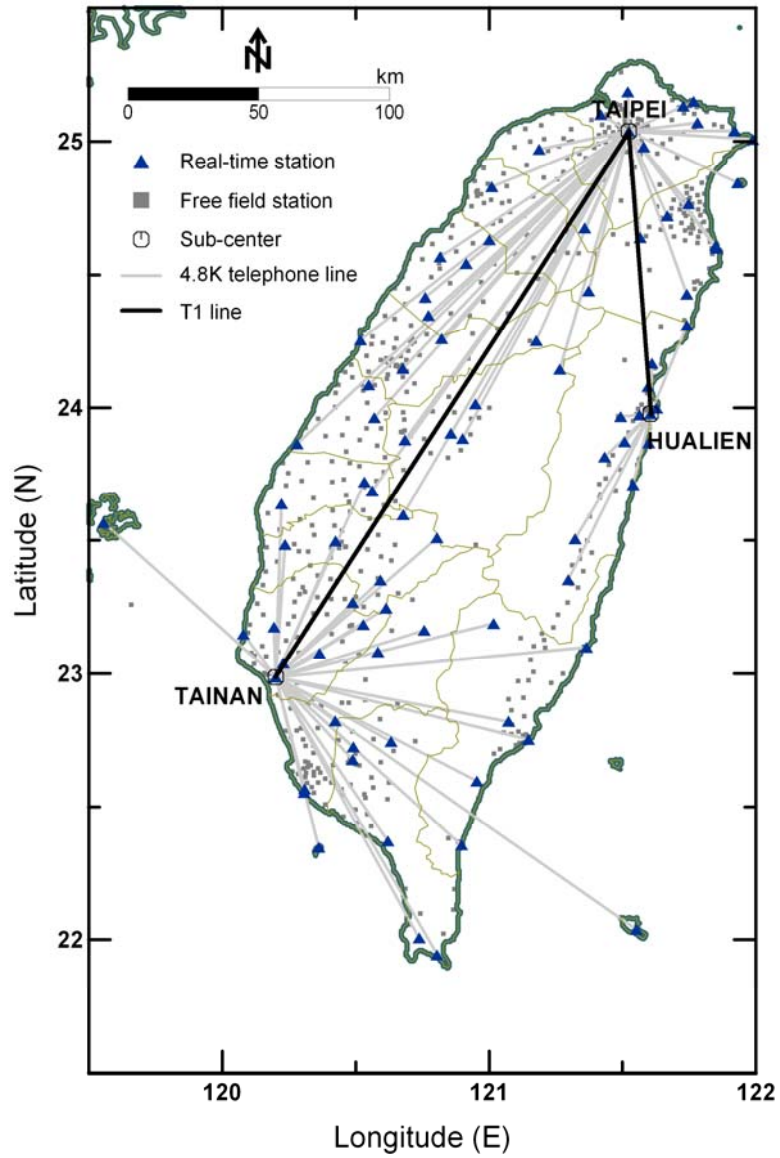 N
km
0 50 100
Real-time station
Free field station
Sub-center
4.8K telephone line
T1 line
TAIPEI
HUALIEN
TAINAN
25
24
23
22
Latitude (N)
120 121 122
Longitude (E)